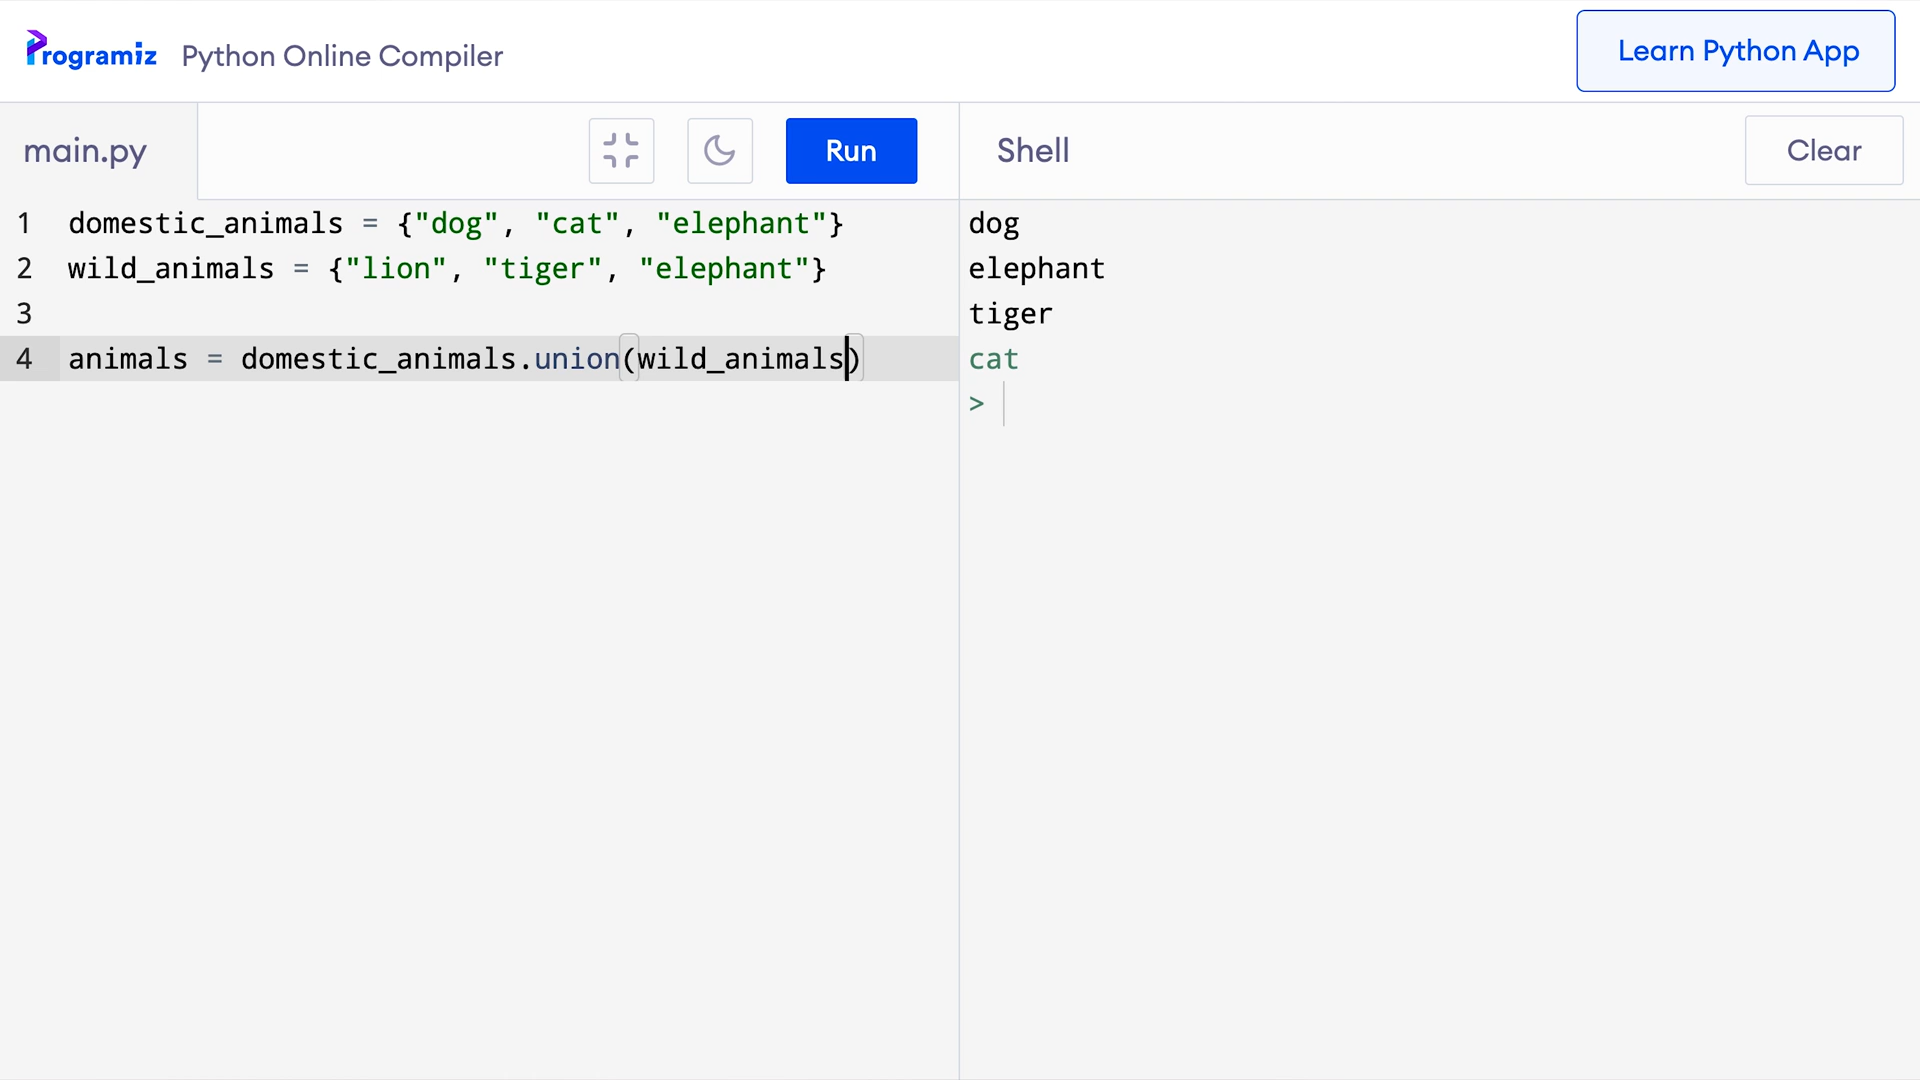 Programiz Python Online Compiler
Learn Python App
main.py
Run
Shell
Clear
1 domestic_animals = {"dog", "cat", "elephant"}
2 wild_animals = {"lion", "tiger", "elephant"}
3
4 animals = domestic_animals.union(wild_animals)
dog
elephant
tiger
cat
>